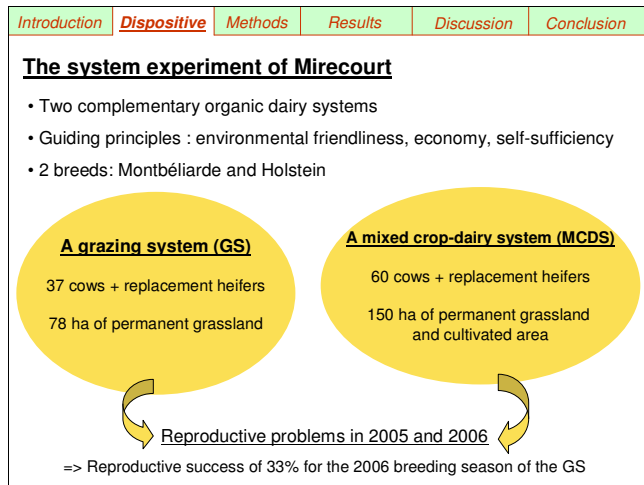 Introduction Dispositive Methods Results Discussion Conclusion
The system experiment of Mirecourt
• Two complementary organic dairy systems
• Guiding principles : environmental friendliness, economy, self-sufficiency
• 2 breeds: Montbéliarde and Holstein
A grazing system (GS)
37 cows + replacement heifers
78 ha of permanent grassland
A mixed crop-dairy system (MCDS)
60 cows + replacement heifers
150 ha of permanent grassland
and cultivated area
Reproductive problems in 2005 and 2006
=> Reproductive success of 33% for the 2006 breeding season of the GS